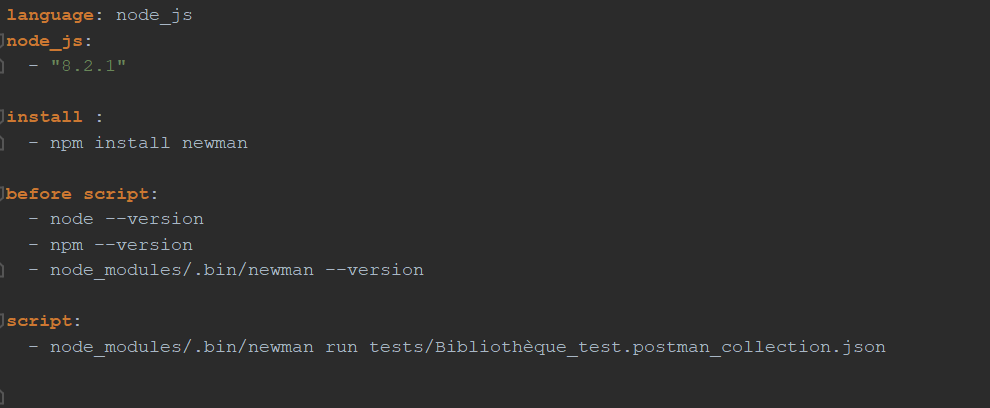 language: node_js
node_js:
  - "8.2.1"
install :
  - npm install newman
before script:
  - node --version
  - npm --version
  - node_modules/.bin/newman --version
script:
  - node_modules/.bin/newman run tests/Bibliothèque_test.postman_collection.json